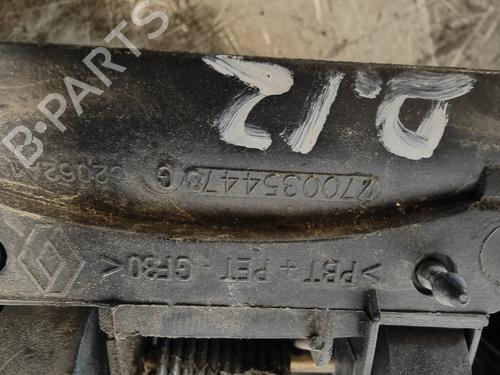 B-PARTS
>PBT + PET - GF30<
7700354478 G
D.12